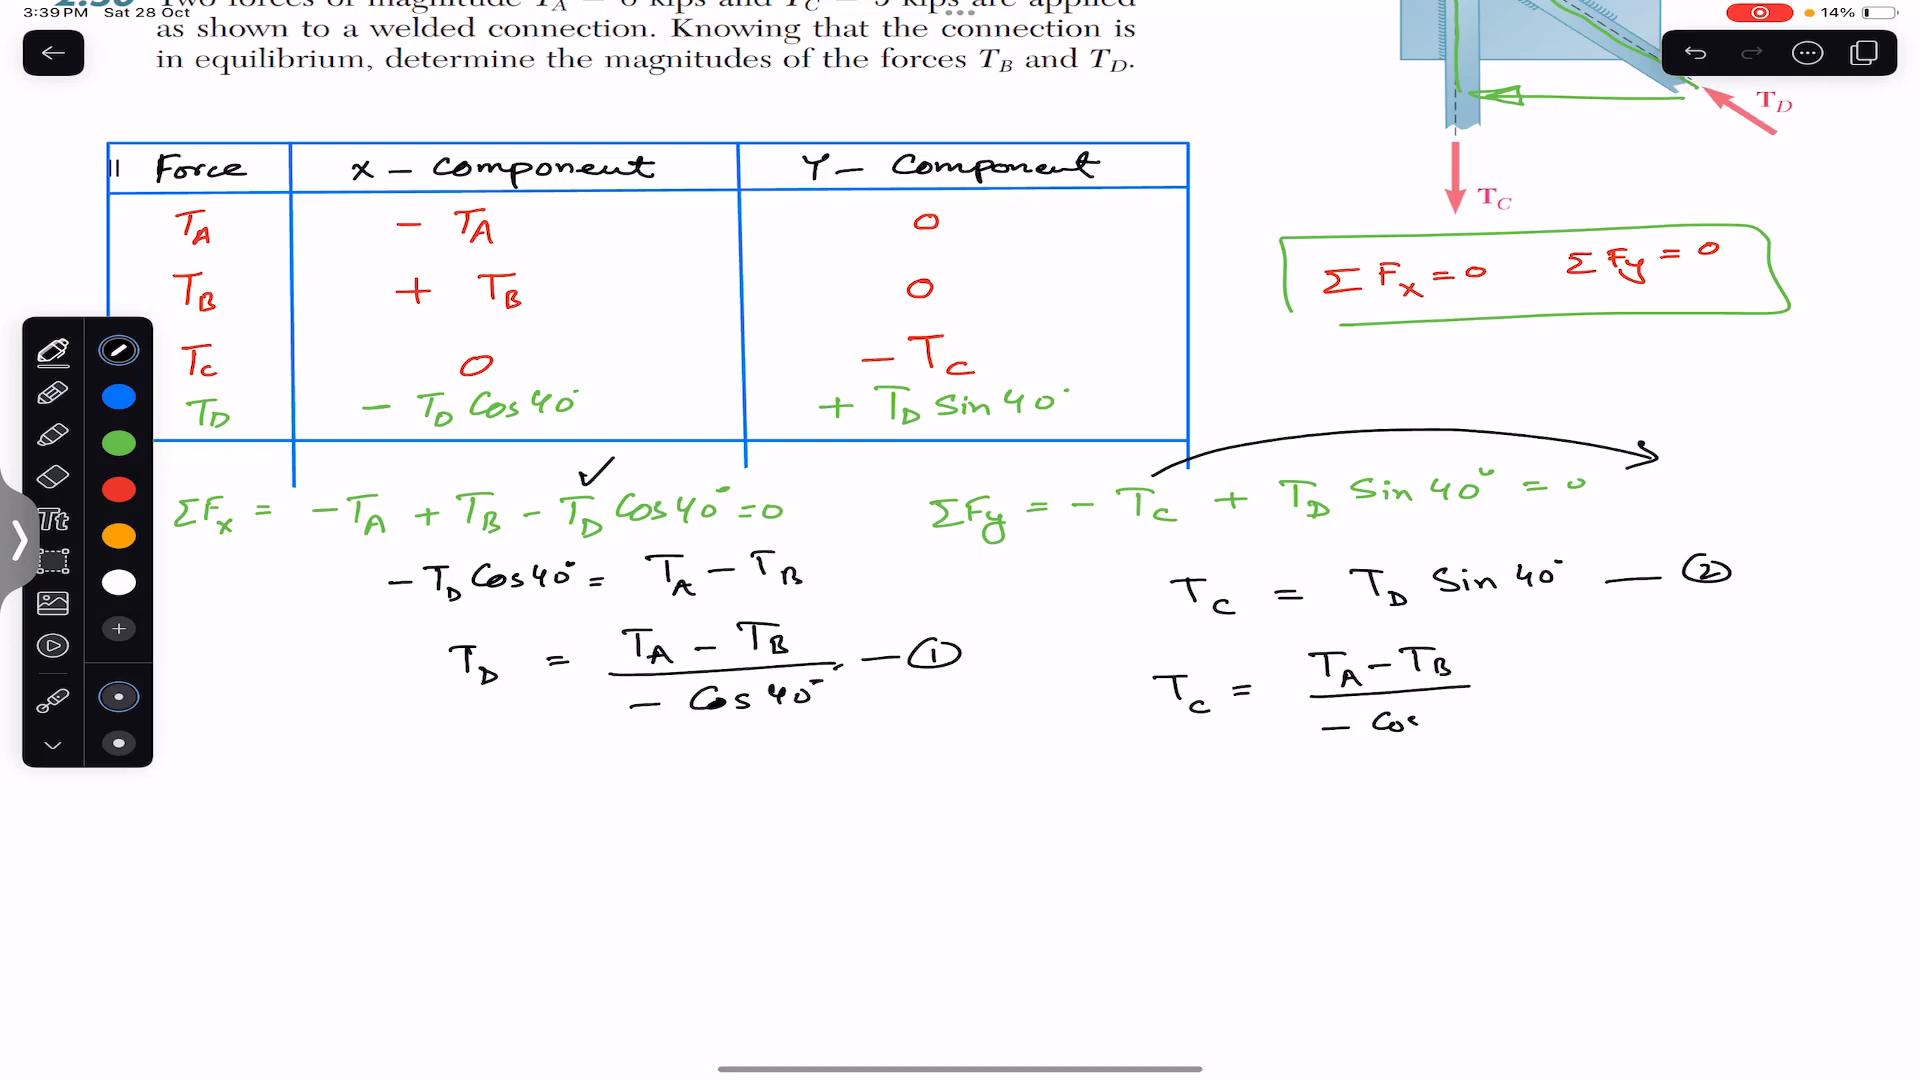 3:39 PM Sat 28 Oct
14%
as shown to a welded connection. Knowing that the connection is
in equilibrium, determine the magnitudes of the forces T_B and T_D.
T_D
T_C
Force X - Component Y - Component
T_A - T_A 0
T_B + T_B 0
T_C 0 - T_C
T_D - T_D Cos 40° + T_D Sin 40°
Σ F_x = 0 Σ F_y = 0
ΣF_x = - T_A + T_B - T_D Cos 40° = 0
ΣF_y = - T_C + T_D Sin 40° = 0
- T_D Cos 40° = T_A - T_B
T_D = (T_A - T_B) / (- Cos 40°) — ①
T_C = T_D Sin 40° — ②
T_C = (T_A - T_B) / (- Cos
Tt